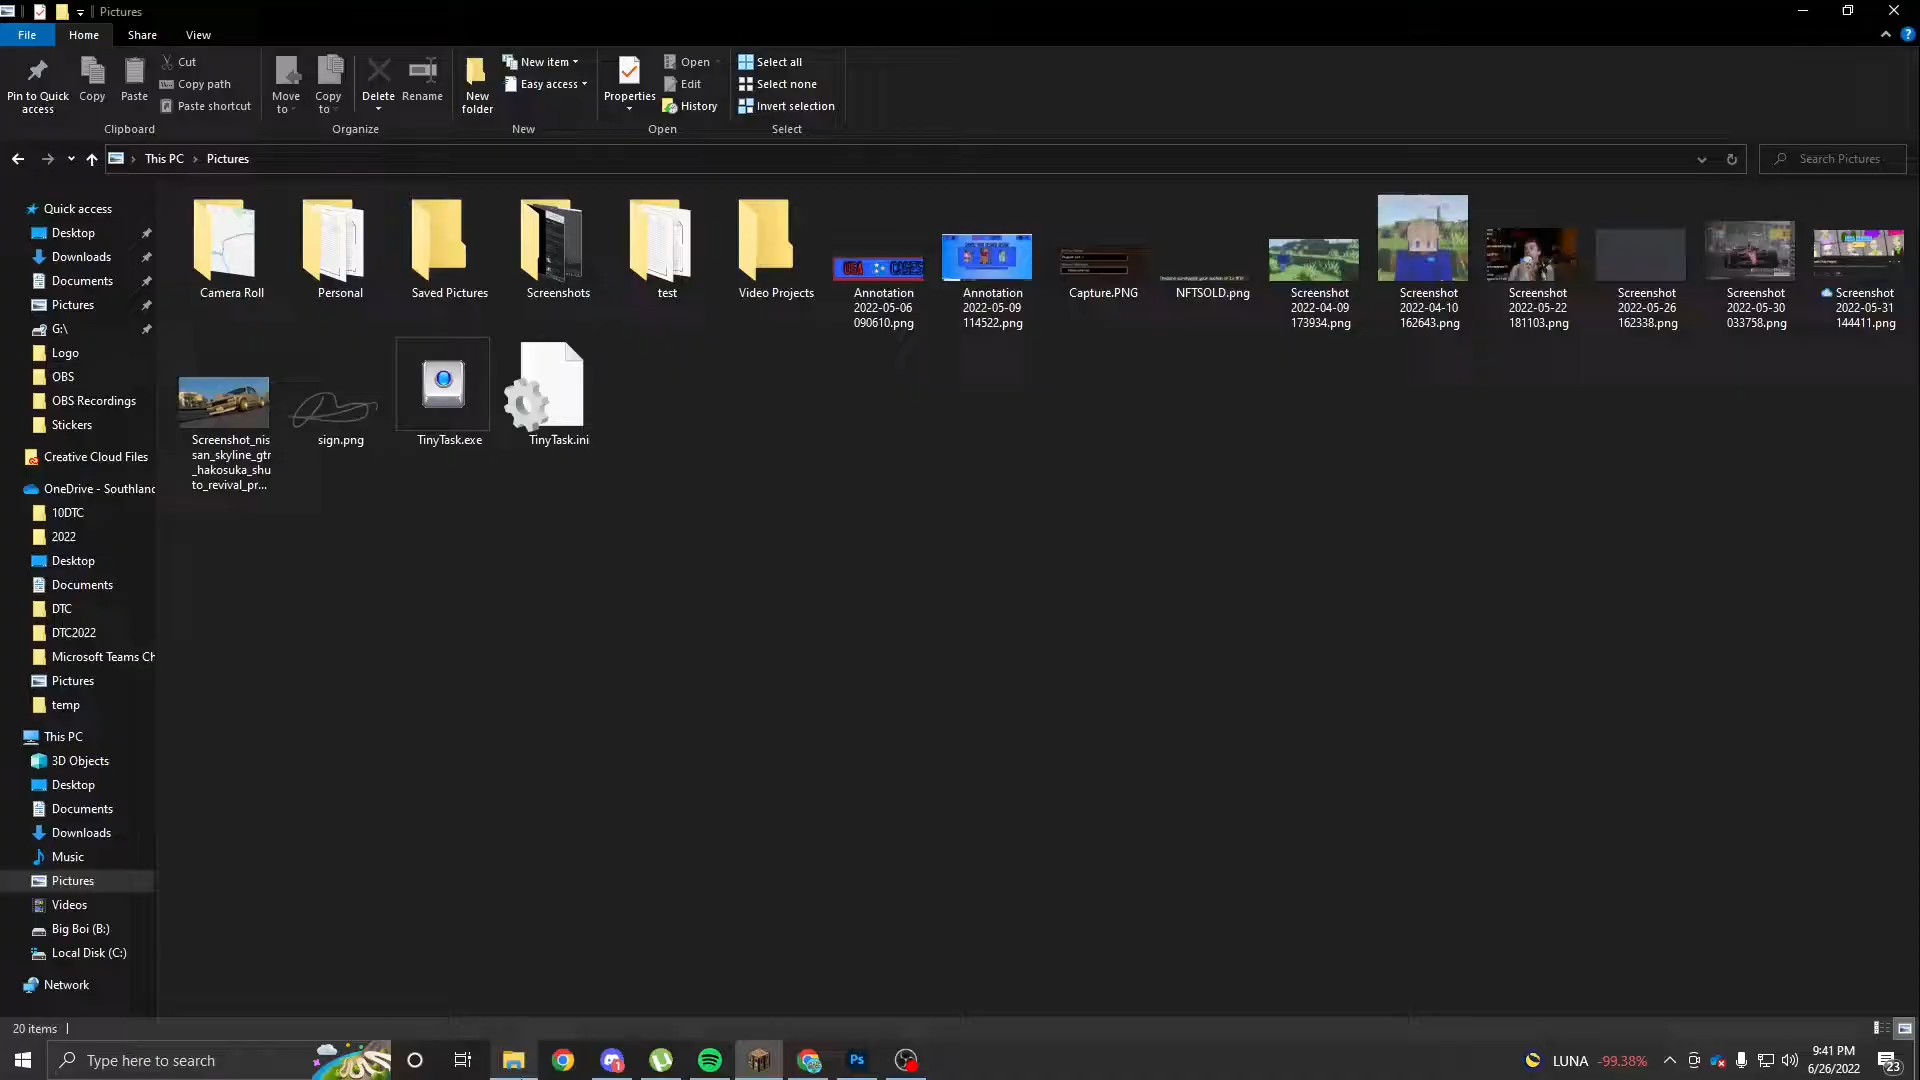 Pictures
File
Home
Share
View
Pin to Quick
access
Copy
Paste
Cut
Copy path
Paste shortcut
Move
to
Copy
to
Delete
Rename
New
folder
New item
Easy access
Properties
Open
Edit
History
Select all
Select none
Invert selection
Clipboard
Organize
New
Open
Select
This PC
Pictures
Search Pictures
Quick access
Desktop
Downloads
Documents
Pictures
G:\
Logo
OBS
OBS Recordings
Stickers
Creative Cloud Files
OneDrive - Southland
10DTC
2022
Desktop
Documents
DTC
DTC2022
Microsoft Teams Ch
Pictures
temp
This PC
3D Objects
Desktop
Documents
Downloads
Music
Pictures
Videos
Big Boi (B:)
Local Disk (C:)
Network
Camera Roll
Personal
Saved Pictures
Screenshots
test
Video Projects
Annotation
2022-05-06
090610.png
Annotation
2022-05-09
114522.png
Capture.PNG
NFTSOLD.png
Screenshot
2022-04-09
173934.png
Screenshot
2022-04-10
162643.png
Screenshot
2022-05-22
181103.png
Screenshot
2022-05-26
162338.png
Screenshot
2022-05-30
033758.png
Screenshot
2022-05-31
144411.png
Screenshot_nis
san_skyline_gtr
_hakosuka_shu
to_revival_pr...
sign.png
TinyTask.exe
TinyTask.ini
20 items
Type here to search
Ps
LUNA -99.38%
9:41 PM
6/26/2022
23